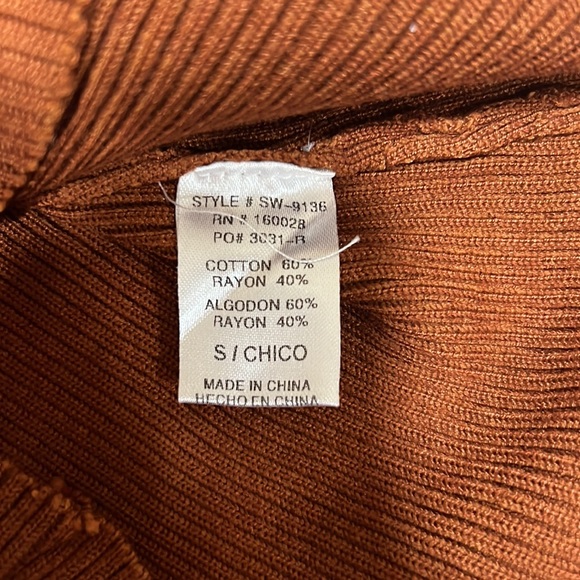 STYLE # SW-9136
RN # 160028
PO# 3031-B
COTTON 60%
RAYON 40%
ALGODON 60%
RAYON 40%
S / CHICO
MADE IN CHINA
HECHO EN CHINA